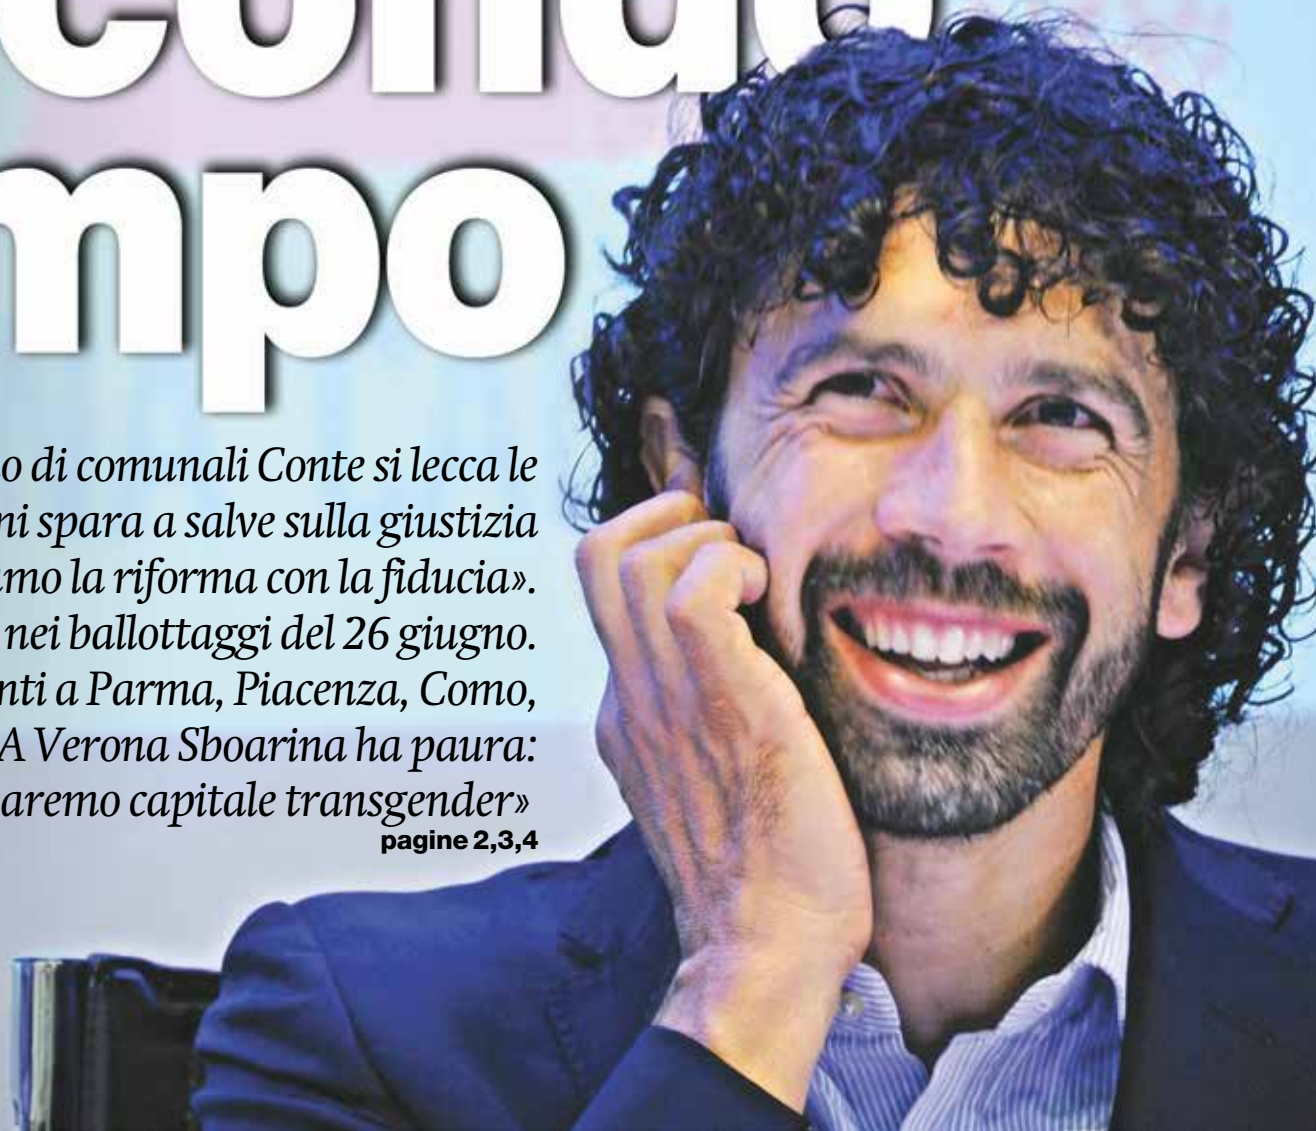 condo
mpo
o di comunali Conte si lecca le
ni spara a salve sulla giustizia
mo la riforma con la fiducia».
nei ballottaggi del 26 giugno.
nti a Parma, Piacenza, Como,
A Verona Sboarina ha paura:
aremo capitale transgender»
pagine 2,3,4